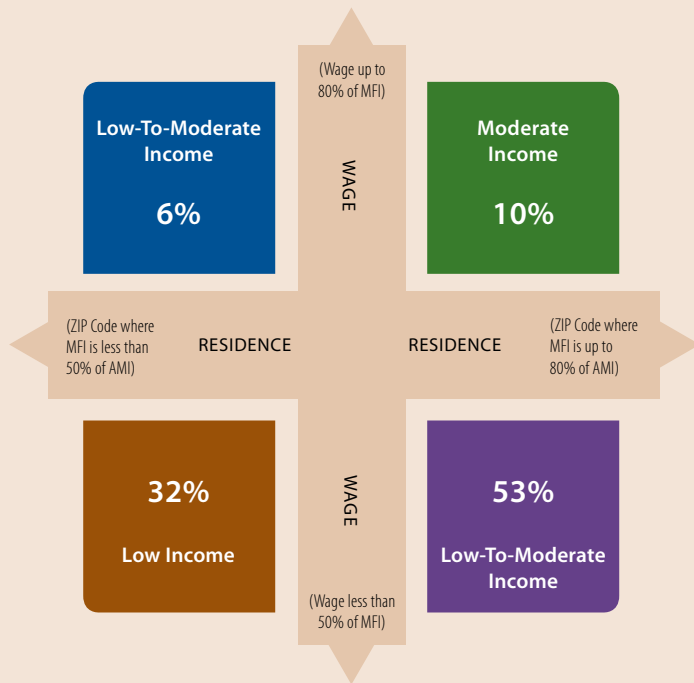 (Wage up to
80% of MFI)
Low-To-Moderate
Income
6%
WAGE
Moderate
Income
10%
(ZIP Code where
MFI is less than
50% of AMI)
RESIDENCE
RESIDENCE
(ZIP Code where
MFI is up to
80% of AMI)
32%
Low Income
WAGE
53%
Low-To-Moderate
Income
(Wage less than
50% of MFI)